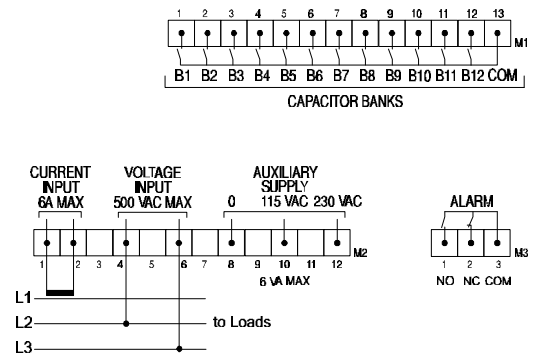 1 2 3 4 5 6 7 8 9 10 11 12 13
M1
B1 B2 B3 B4 B5 B6 B7 B8 B9 B10 B11 B12 COM
CAPACITOR BANKS
CURRENT INPUT 6A MAX
VOLTAGE INPUT 500 VAC MAX
AUXILIARY SUPPLY
0 115 VAC 230 VAC
ALARM
1 2 3 4 5 6 7 8 9 10 11 12
M2
6 VA MAX
1 2 3
M3
NO NC COM
L1
L2 to Loads
L3